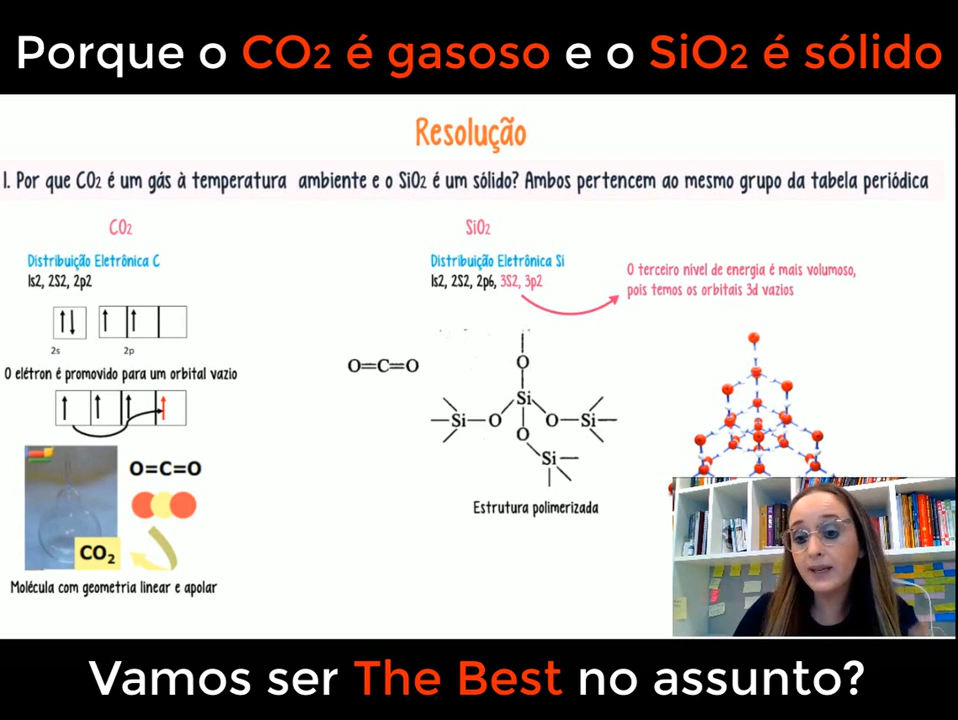 Porque o CO2 é gasoso e o SiO2 é sólido
Resolução
1. Por que CO2 é um gás à temperatura ambiente e o SiO2 é um sólido? Ambos pertencem ao mesmo grupo da tabela periódica
CO2
Distribuição Eletrônica C
1s2, 2S2, 2p2
2s
2p
O elétron é promovido para um orbital vazio
O=C=O
CO2
Molécula com geometria linear e apolar
SiO2
Distribuição Eletrônica Si
1s2, 2S2, 2p6, 3S2, 3p2
O terceiro nível de energia é mais volumoso,
pois temos os orbitais 3d vazios
O=C=O
O
Si
Si—O
O—Si
O
Si
Estrutura polimerizada
Vamos ser The Best no assunto?